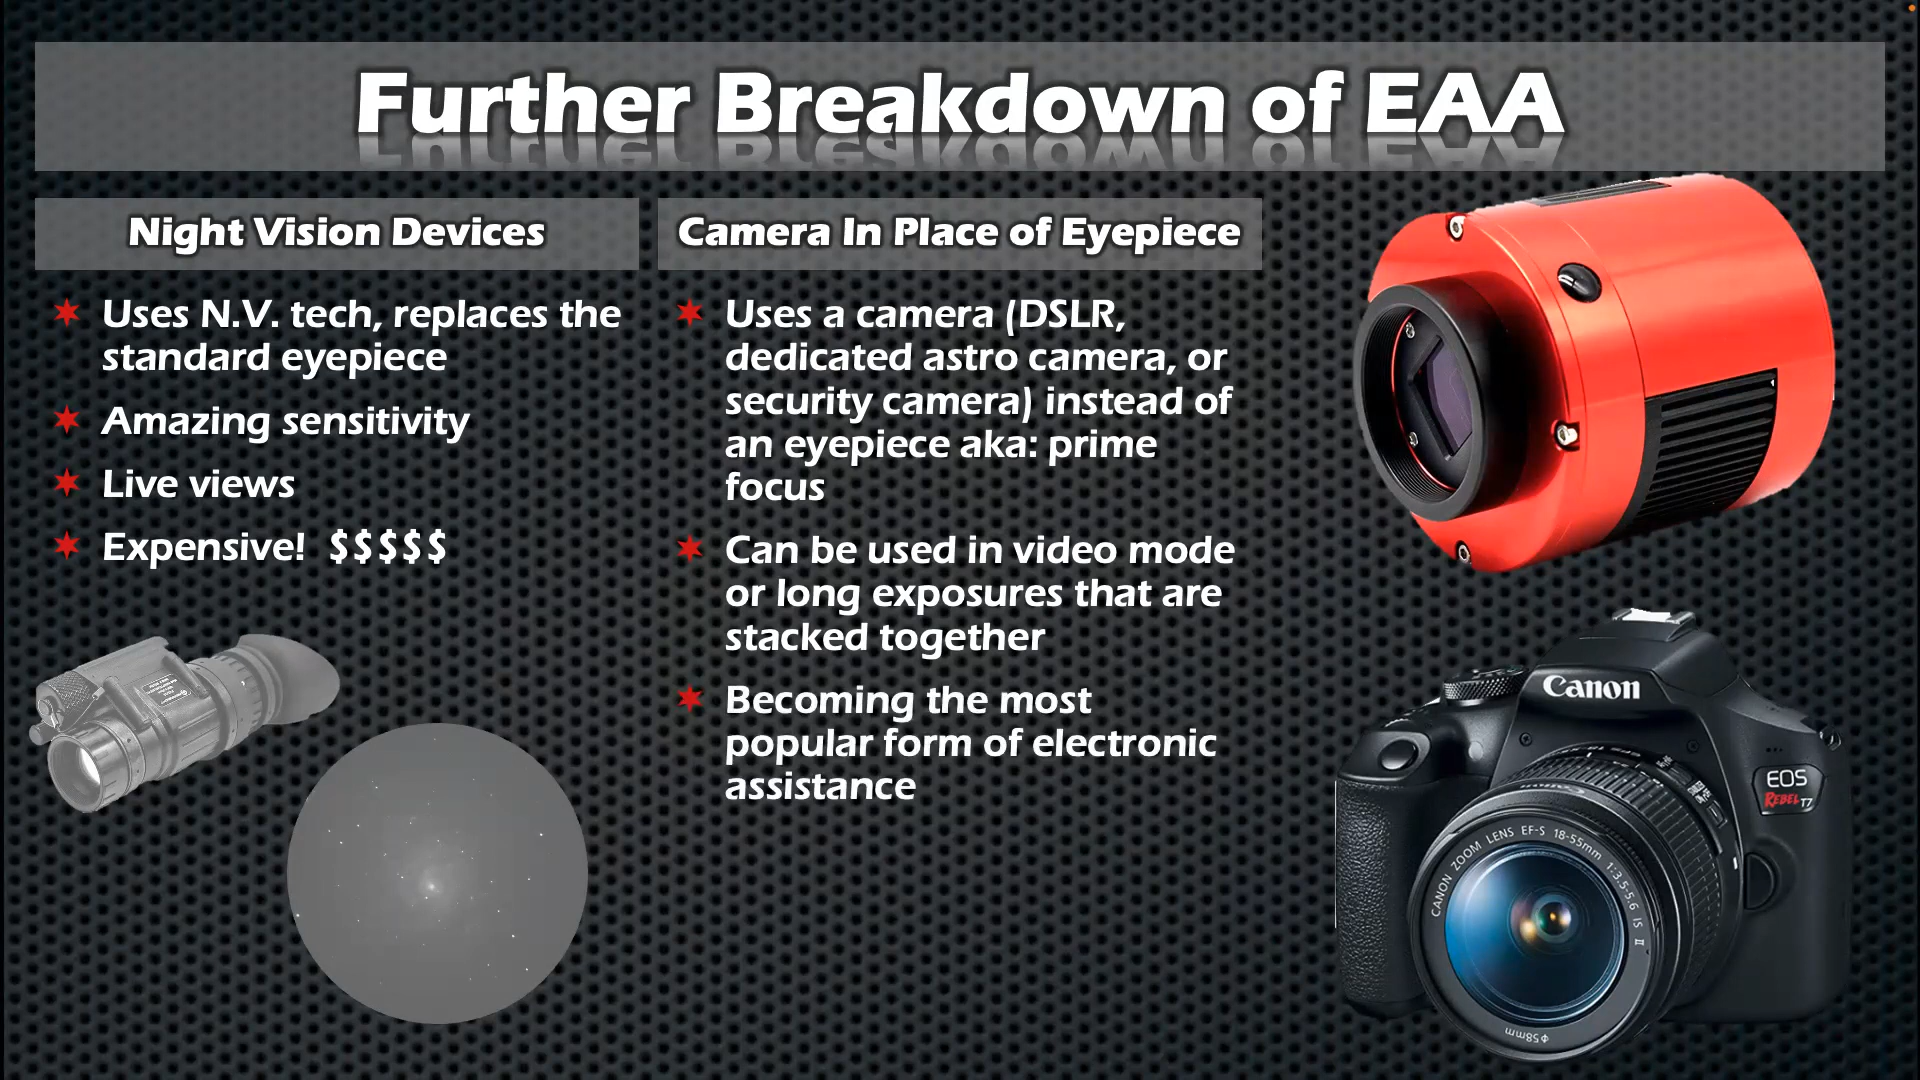 Further Breakdown of EAA
Night Vision Devices
Uses N.V. tech, replaces the
standard eyepiece
Amazing sensitivity
Live views
Expensive! $$$$$
Camera In Place of Eyepiece
Uses a camera (DSLR,
dedicated astro camera, or
security camera) instead of
an eyepiece aka: prime
focus
Can be used in video mode
or long exposures that are
stacked together
Becoming the most
popular form of electronic
assistance
Canon
EOS
REBEL T7
Canon
CANON ZOOM LENS EF-S 18-55mm 1:3.5-5.6 IS II
φ58mm